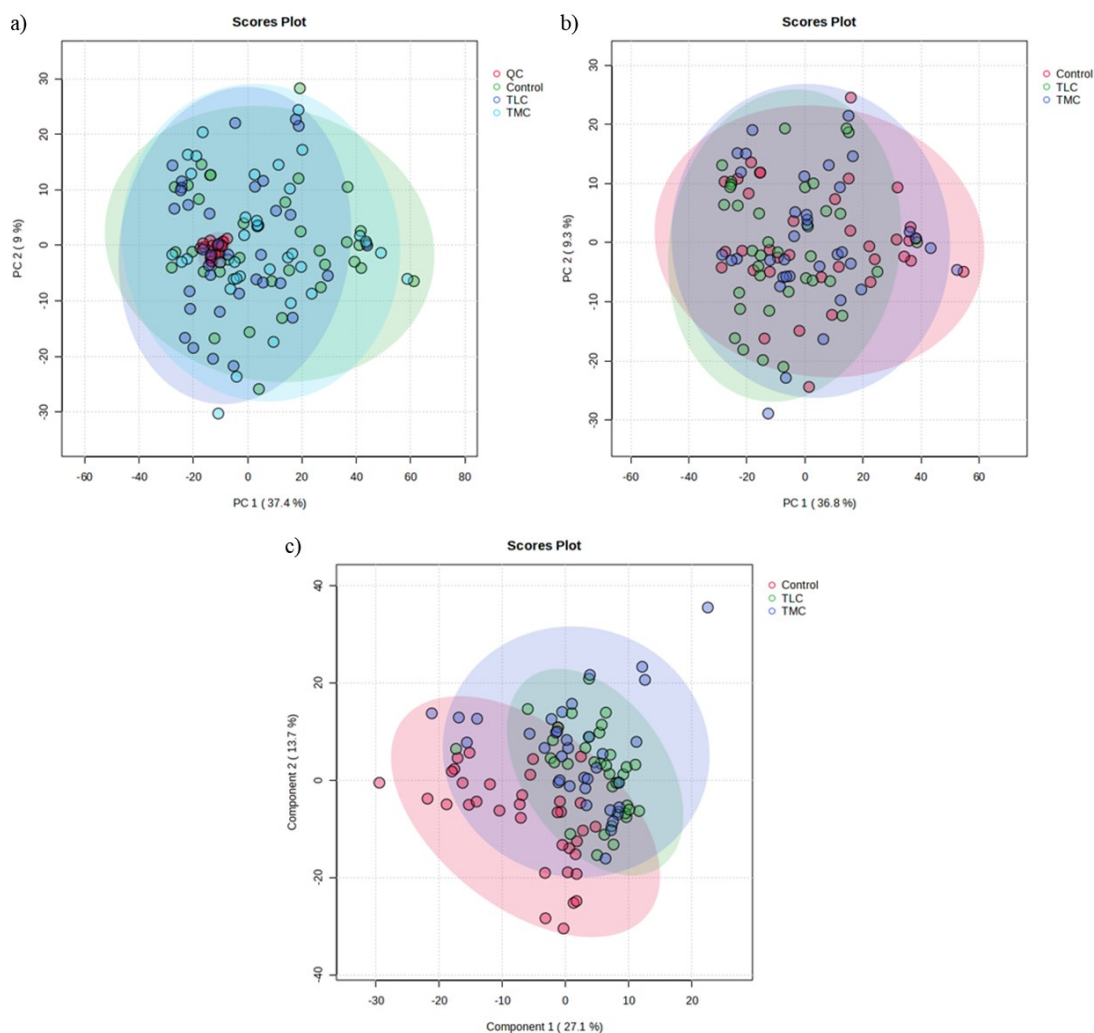 a)
Scores Plot
30
20
10
0
-10
-20
-30
PC 2 ( 9 %)
-60
-40
-20
0
20
40
60
80
PC 1 ( 37.4 %)
QC
Control
TLC
TMC
b)
Scores Plot
30
20
10
0
-10
-20
-30
PC 2 ( 9.3 %)
-60
-40
-20
0
20
40
60
PC 1 ( 36.8 %)
Control
TLC
TMC
c)
Scores Plot
40
20
0
-20
-40
Component 2 ( 13.7 %)
-30
-20
-10
0
10
20
Component 1 ( 27.1 %)
Control
TLC
TMC